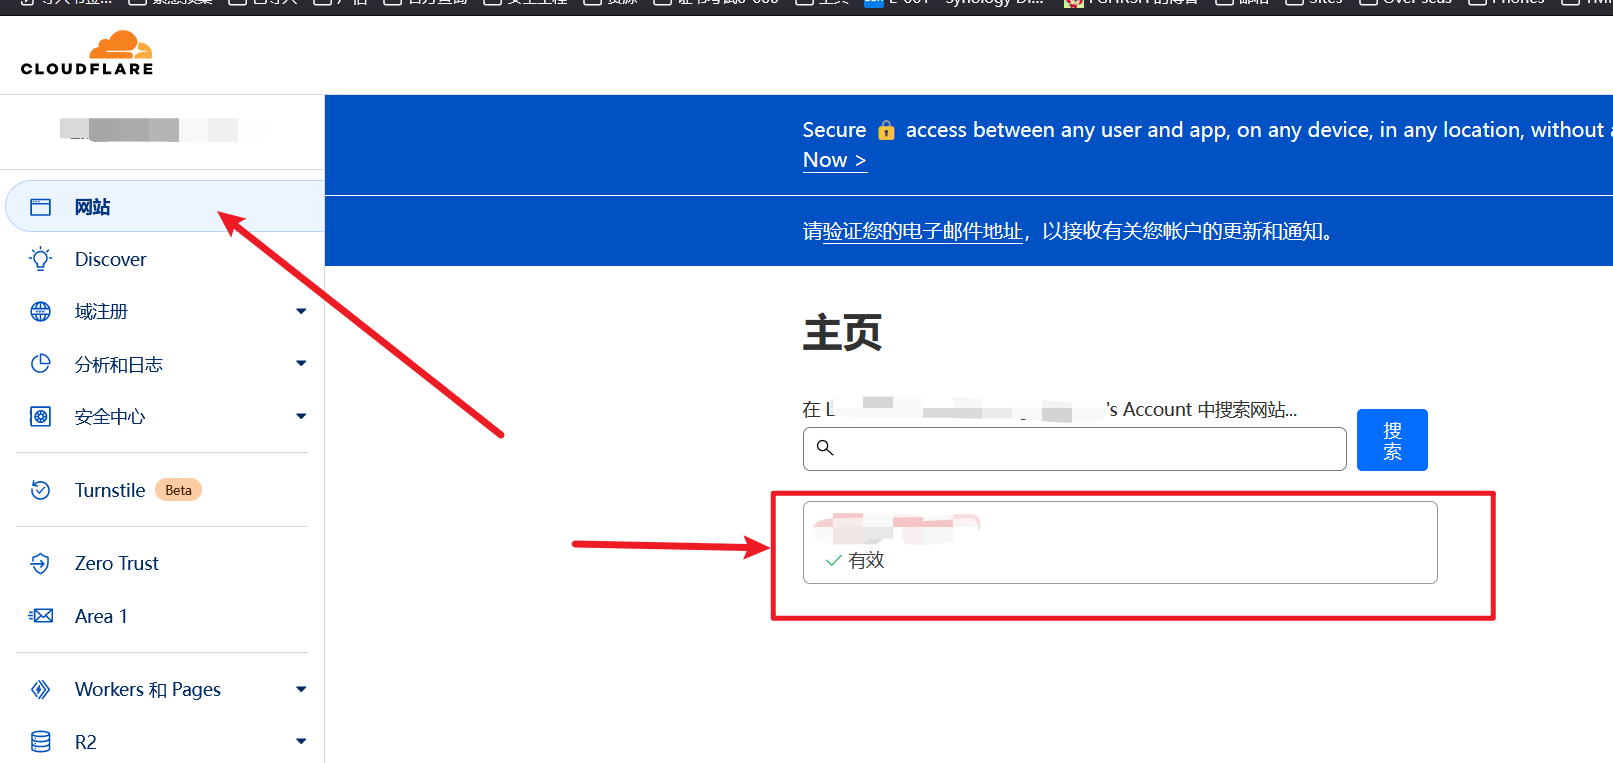 CLOUDFLARE
Secure 🔒 access between any user and app, on any device, in any location, without
Now >
请验证您的电子邮件地址，以接收有关您帐户的更新和通知。
网站
Discover
域注册
分析和日志
安全中心
Turnstile Beta
Zero Trust
Area 1
Workers 和 Pages
R2
主页
在 's Account 中搜索网站...
搜索
有效